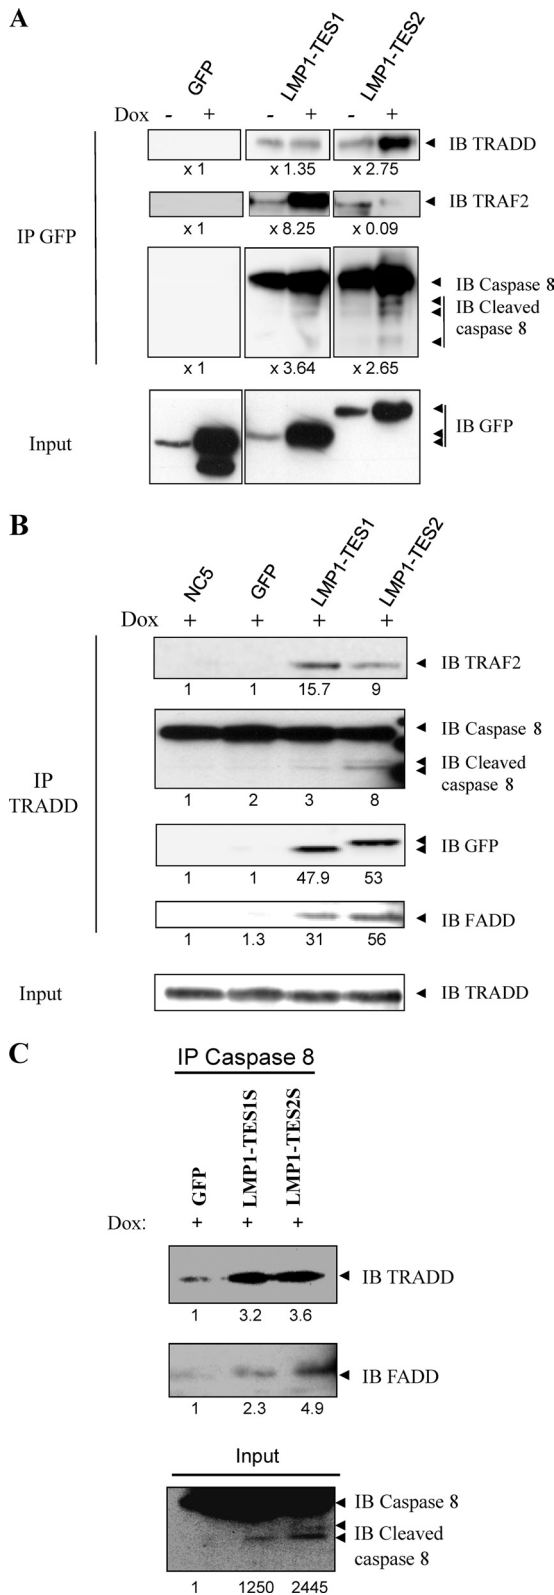 A
GFP
LMP1-TES1
LMP1-TES2
Dox - + - + - +
IB TRADD
x 1 x 1.35 x 2.75
IB TRAF2
x 1 x 8.25 x 0.09
IP GFP
IB Caspase 8
IB Cleaved
caspase 8
x 1 x 3.64 x 2.65
Input
IB GFP
B
NC5
GFP
LMP1-TES1
LMP1-TES2
Dox + + + +
IB TRAF2
1 1 15.7 9
IB Caspase 8
IB Cleaved
caspase 8
IP
TRADD
1 2 3 8
IB GFP
1 1 47.9 53
IB FADD
1 1.3 31 56
Input
IB TRADD
C
IP Caspase 8
GFP
LMP1-TES1S
LMP1-TES2S
Dox: + + +
IB TRADD
1 3.2 3.6
IB FADD
1 2.3 4.9
Input
IB Caspase 8
IB Cleaved
caspase 8
1 1250 2445